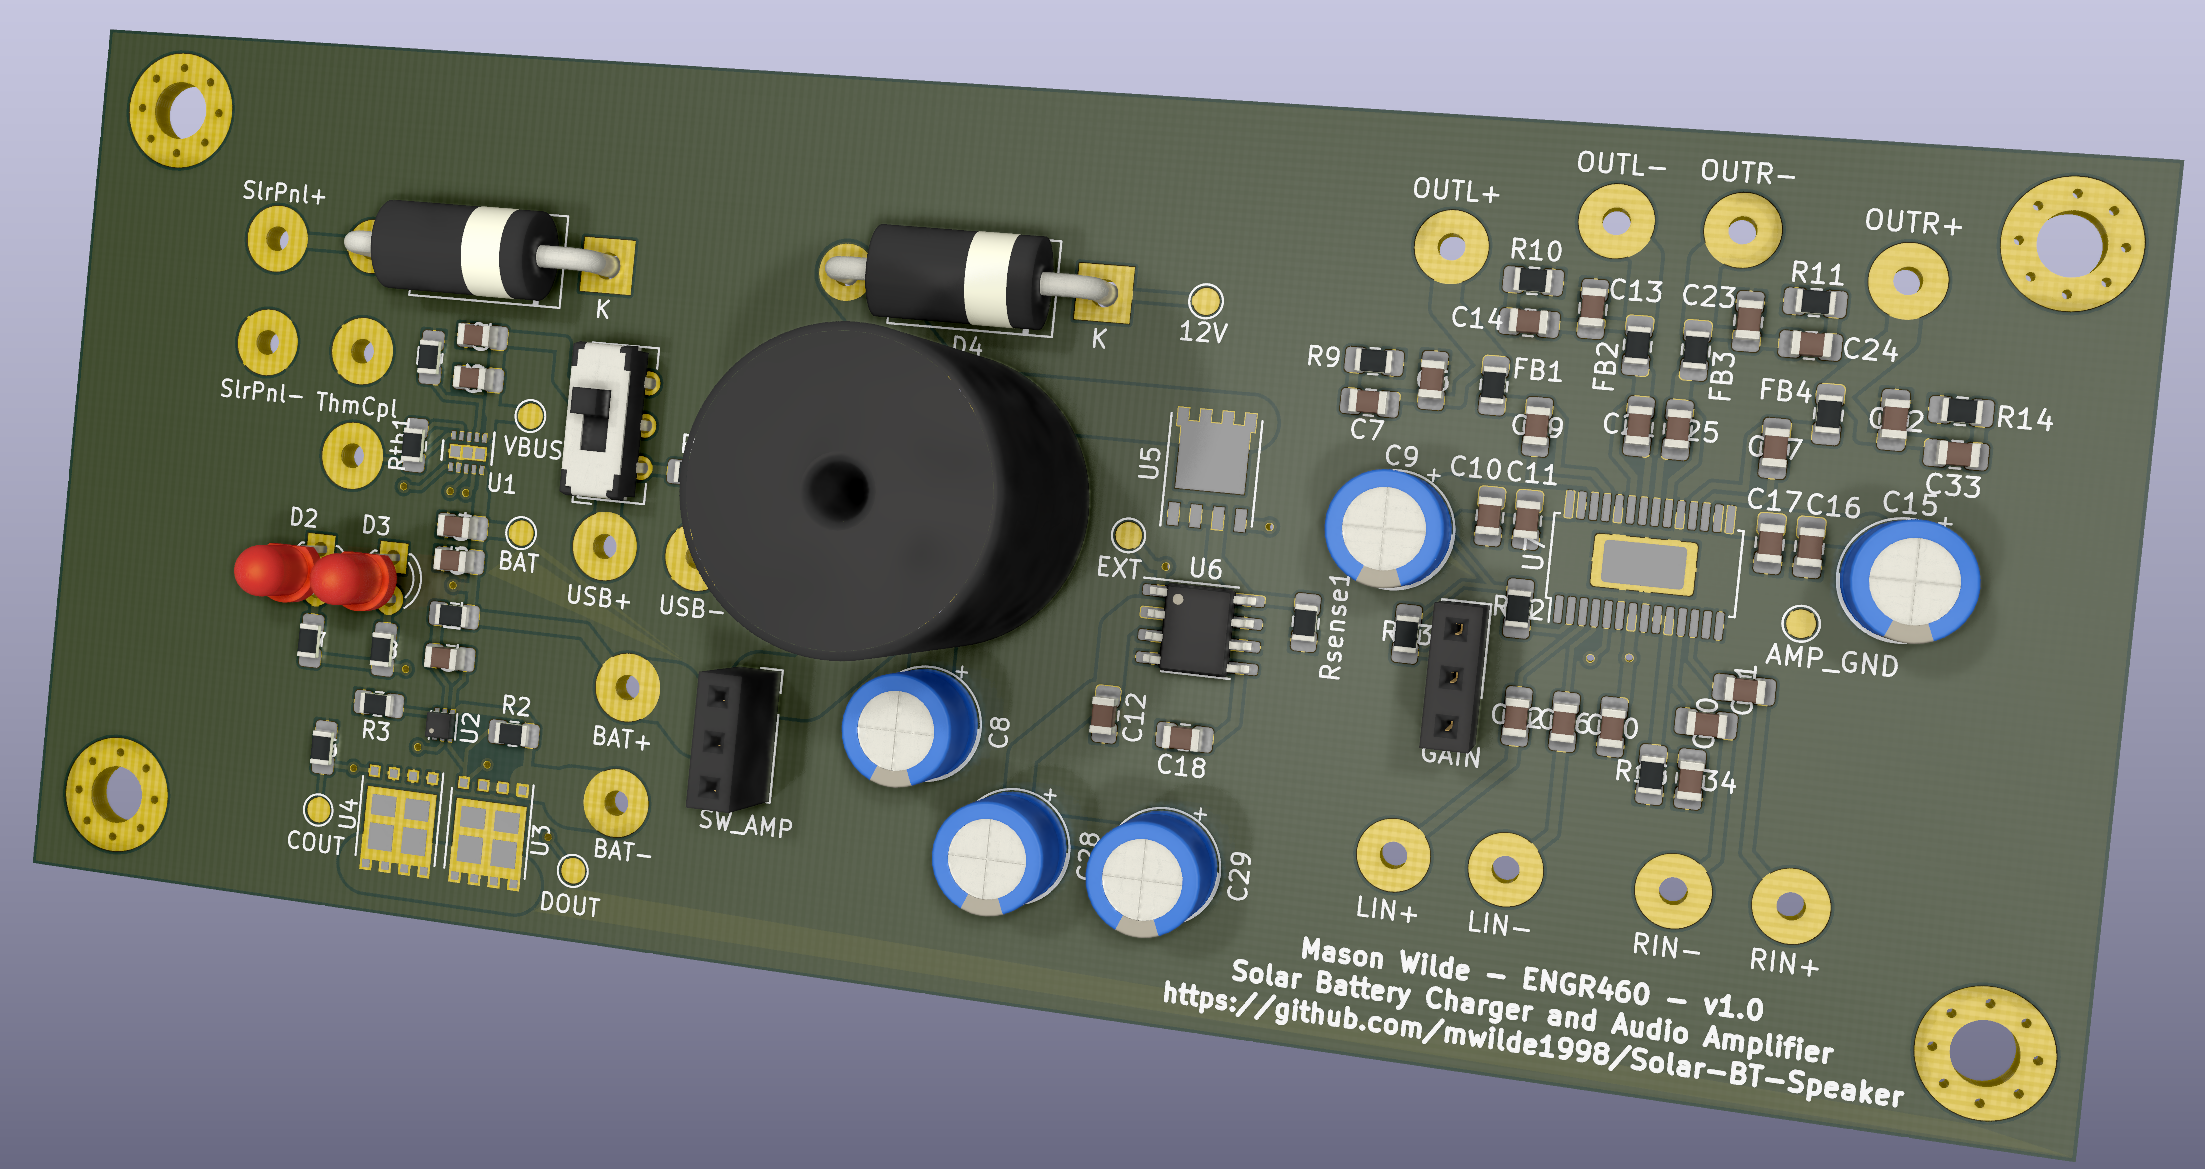 SlrPnl+
OUTL+
OUTL-
OUTR-
OUTR+
R10
C13
C23
R11
C14
C24
K
K
D4
12V
SlrPnl-
ThmCpl
R9
FB1
FB2
FB3
FB4
R14
C7
C33
Rth1
VBUS
U1
U5
C9
+
C10
C11
C17
C16
C15
+
D2
D3
BAT
USB+
USB-
EXT
U6
U7
Rsense1
AMP_GND
R3
U2
R2
BAT+
C8
+
C12
C18
GAIN
SW_AMP
U4
U3
COUT
BAT-
DOUT
C28
+
C29
+
LIN+
LIN-
RIN-
RIN+
Mason Wilde - ENGR460 - v1.0
Solar Battery Charger and Audio Amplifier
https://github.com/mwilde1998/Solar-BT-Speaker